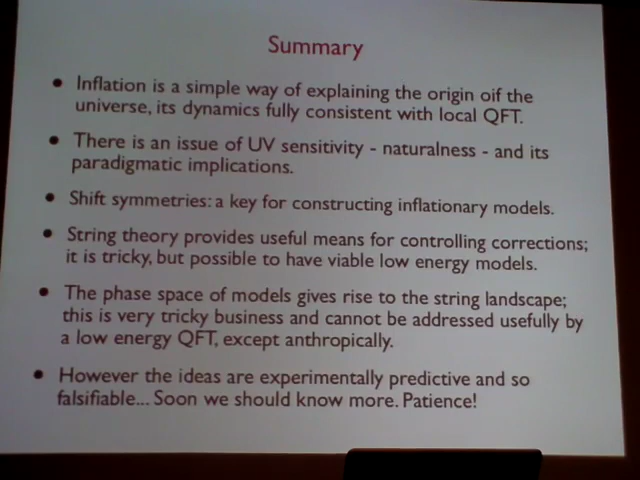 Summary
• Inflation is a simple way of explaining the origin oif the
universe, its dynamics fully consistent with local QFT.
• There is an issue of UV sensitivity - naturalness - and its
paradigmatic implications.
• Shift symmetries: a key for constructing inflationary models.
• String theory provides useful means for controlling corrections;
it is tricky, but possible to have viable low energy models.
• The phase space of models gives rise to the string landscape;
this is very tricky business and cannot be addressed usefully by
a low energy QFT, except anthropically.
• However the ideas are experimentally predictive and so
falsifiable... Soon we should know more. Patience!